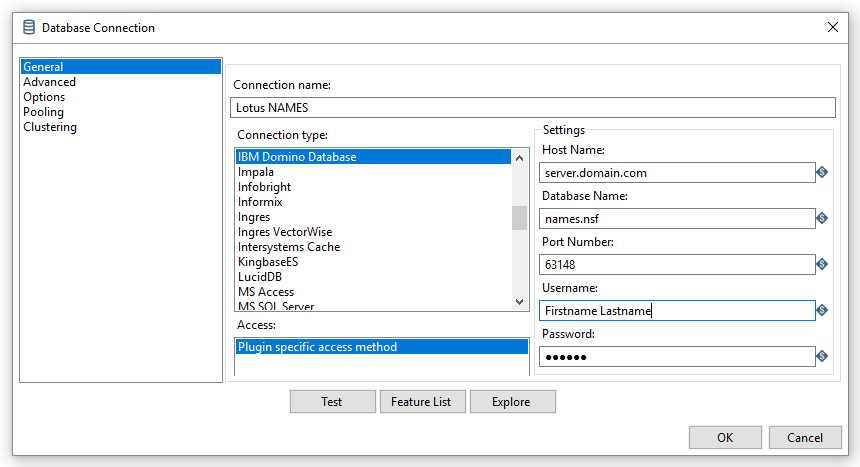 Database Connection
General
Advanced
Options
Pooling
Clustering
Connection name:
Lotus NAMES
Connection type:
IBM Domino Database
Impala
Infobright
Informix
Ingres
Ingres VectorWise
Intersystems Cache
KingbaseES
LucidDB
MS Access
MS SQL Server
Access:
Plugin specific access method
Settings
Host Name:
server.domain.com
Database Name:
names.nsf
Port Number:
63148
Username:
Firstname Lastname
Password:
●●●●●●
Test
Feature List
Explore
OK
Cancel